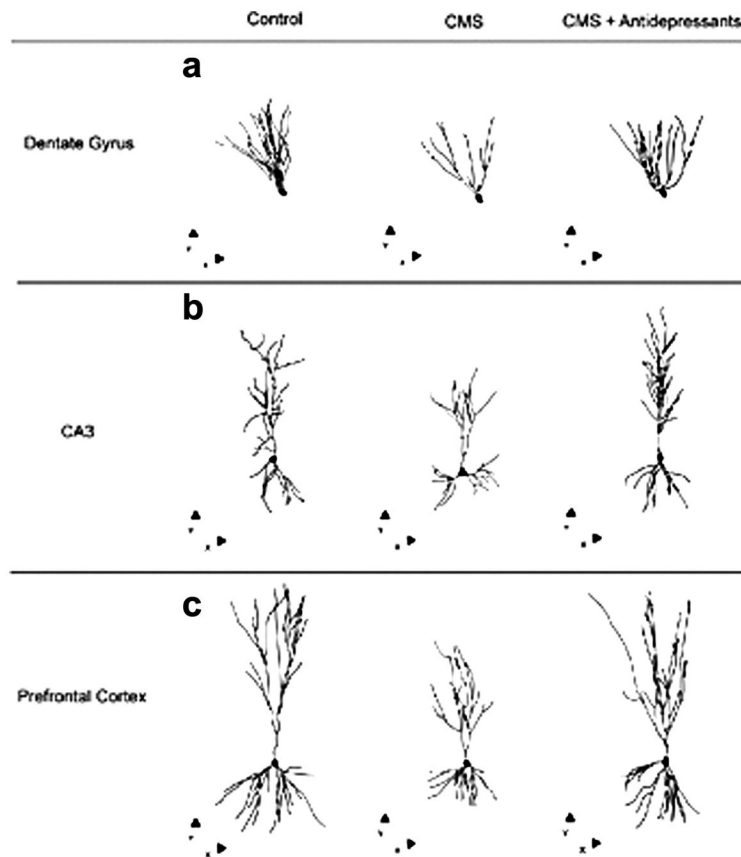 Control CMS CMS + Antidepressants
a
Dentate Gyrus
Y Y Y
X X X
b
CA3
Y Y Y
X X X
c
Prefrontal Cortex
Y Y Y
X X X